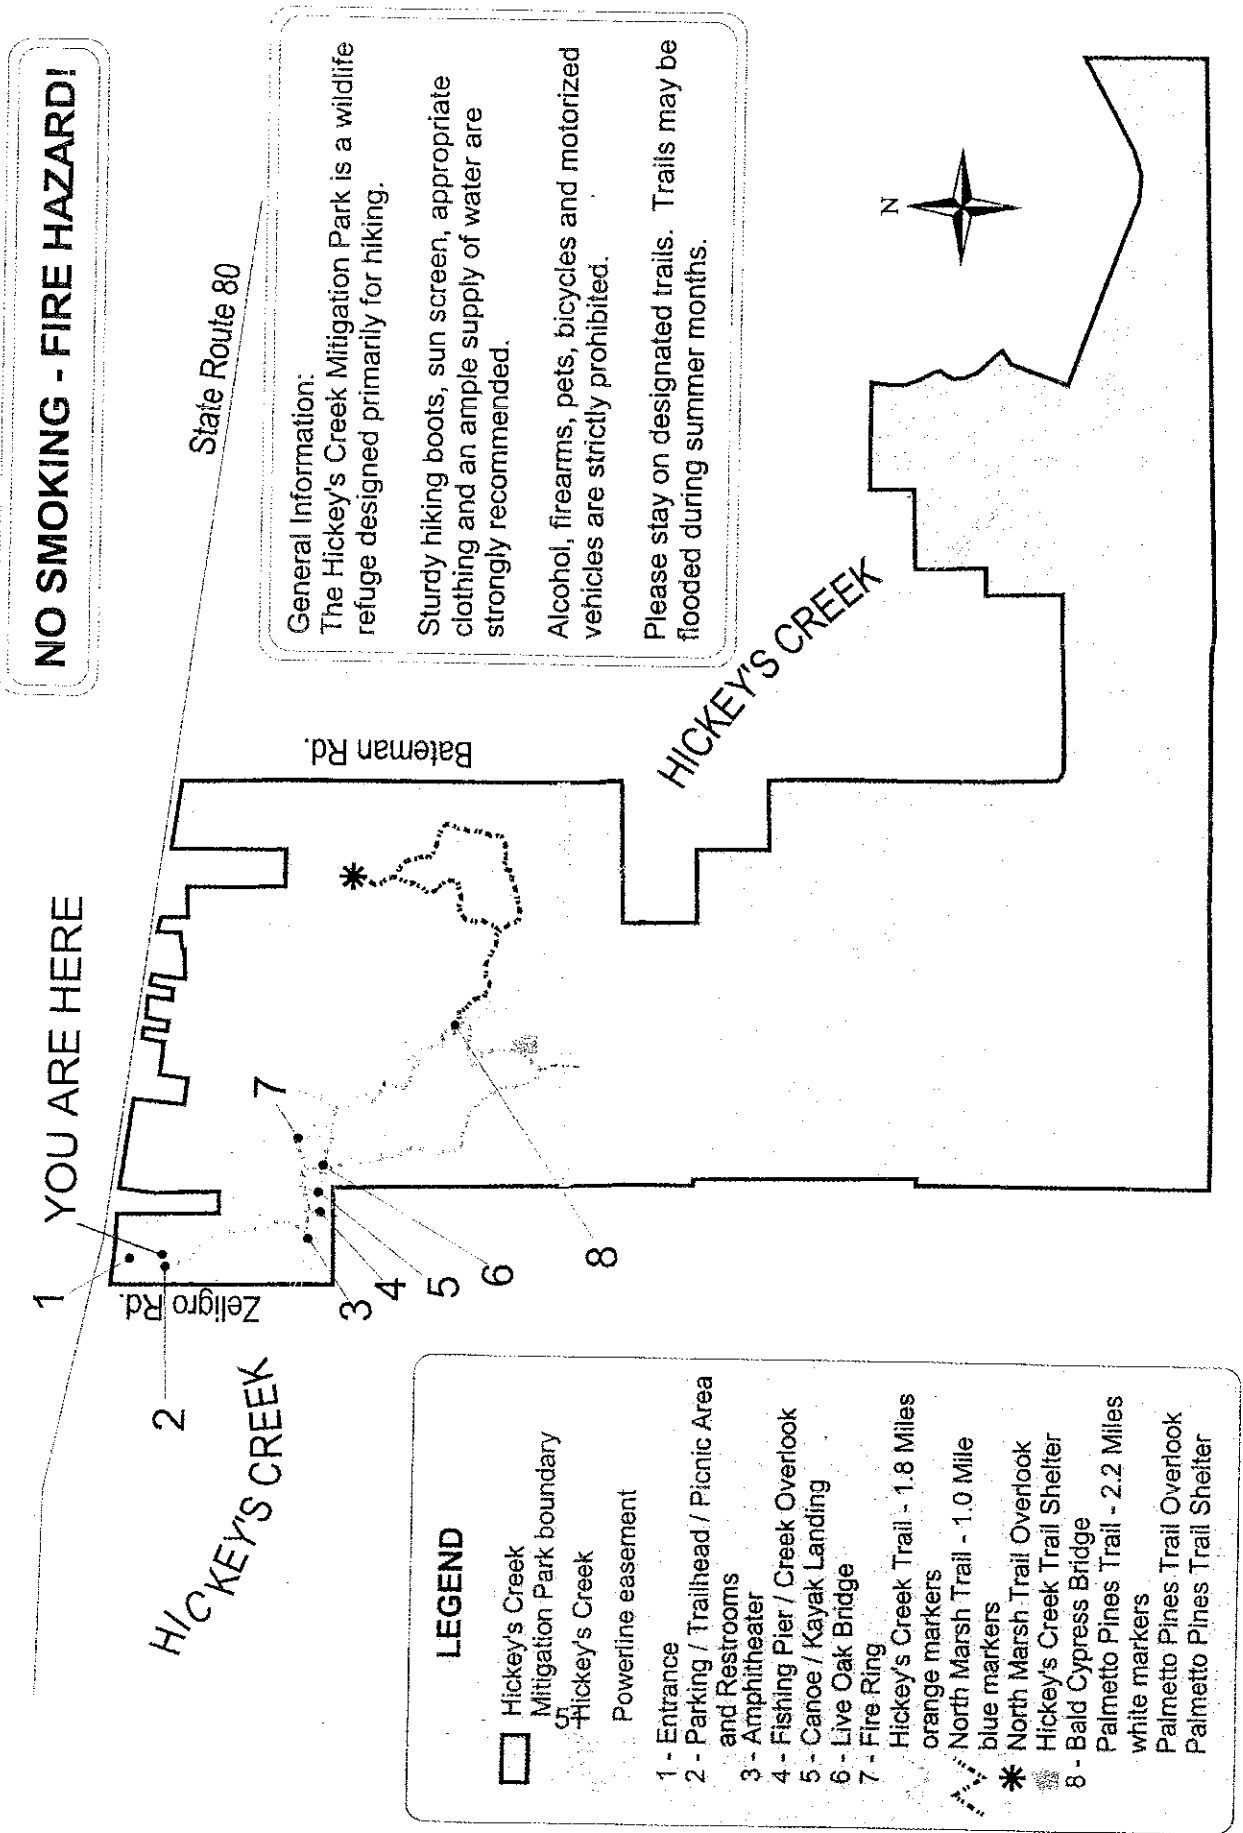 NO SMOKING - FIRE HAZARD!
State Route 80
YOU ARE HERE
General Information:
The Hickey's Creek Mitigation Park is a wildlife
refuge designed primarily for hiking.
Sturdy hiking boots, sun screen, appropriate
clothing and an ample supply of water are
strongly recommended.
Alcohol, firearms, pets, bicycles and motorized
vehicles are strictly prohibited.
Please stay on designated trails. Trails may be
flooded during summer months.
N
Bateman Rd.
HICKEY'S CREEK
1
Zeligro Rd.
2
HICKEY'S CREEK
7
3
4
5
6
8
LEGEND
Hickey's Creek
Mitigation Park boundary
Hickey's Creek
Powerline easement
1 - Entrance
2 - Parking / Trailhead / Picnic Area
and Restrooms
3 - Amphitheater
4 - Fishing Pier / Creek Overlook
5 - Canoe / Kayak Landing
6 - Live Oak Bridge
7 - Fire Ring
Hickey's Creek Trail - 1.8 Miles
orange markers
North Marsh Trail - 1.0 Mile
blue markers
North Marsh Trail Overlook
Hickey's Creek Trail Shelter
8 - Bald Cypress Bridge
Palmetto Pines Trail - 2.2 Miles
white markers
Palmetto Pines Trail Overlook
Palmetto Pines Trail Shelter